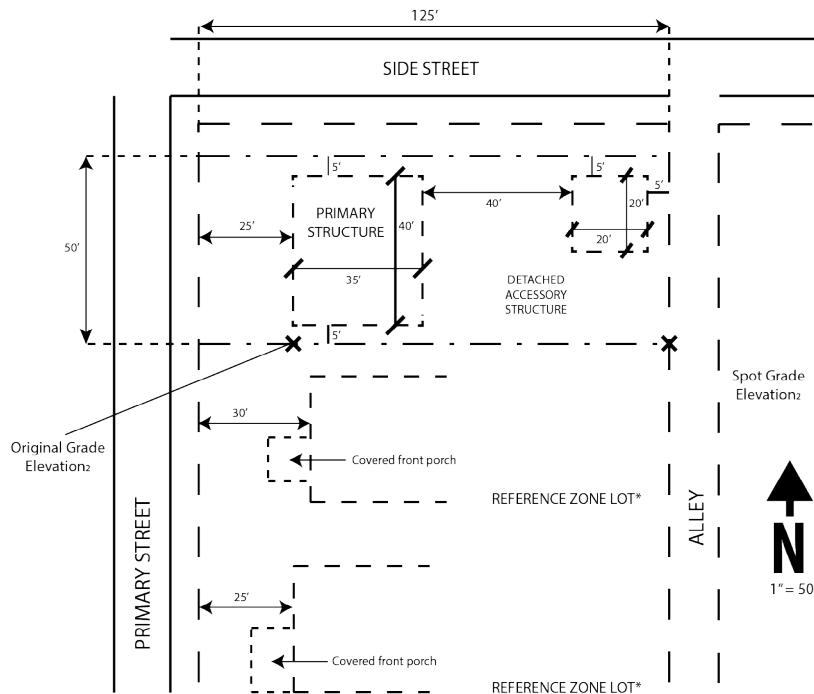 125′
SIDE STREET
5′
5′
5′
PRIMARY
STRUCTURE
40′
40′
20′
25′
20′
50′
35′
DETACHED
ACCESSORY
STRUCTURE
5′
Spot Grade
Elevation₂
30′
Original Grade
Elevation₂
Covered front porch
REFERENCE ZONE LOT*
ALLEY
N
PRIMARY STREET
1″= 50
25′
Covered front porch
REFERENCE ZONE LOT*